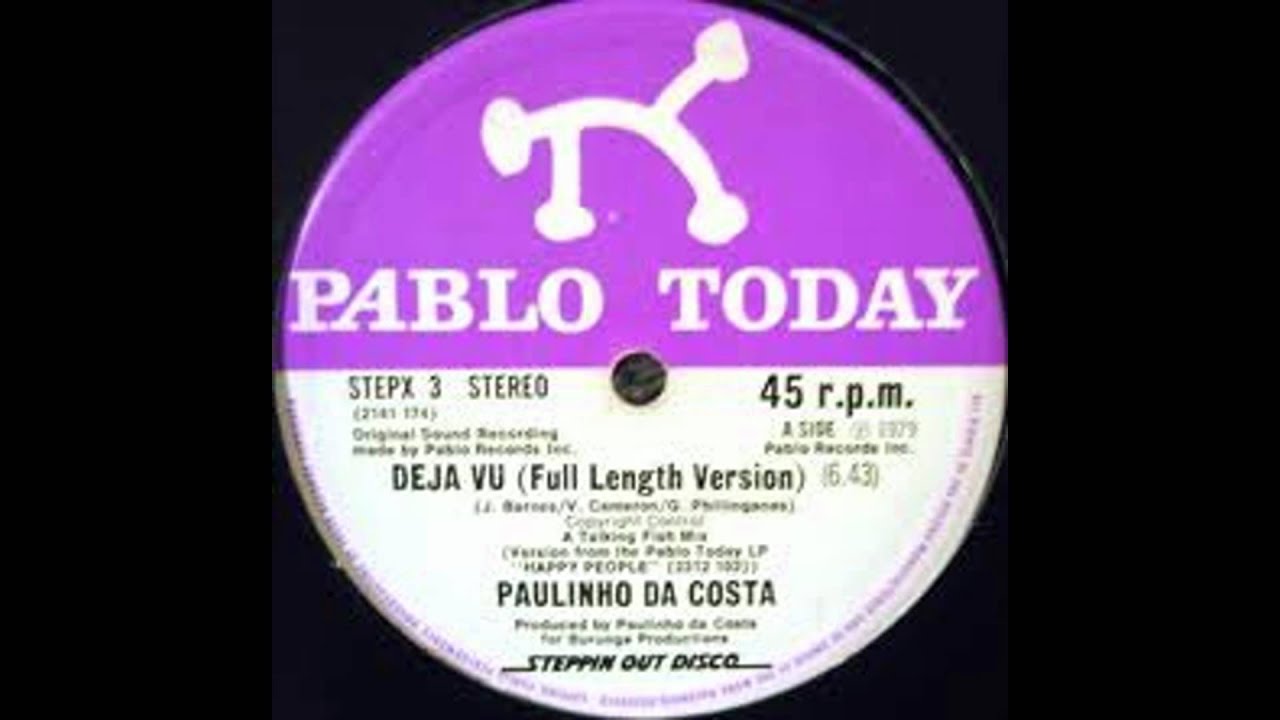 PABLO TODAY
STEPX 3 STEREO
45 r.p.m.
(2141 174)
A SIDE Ⓟ 1979
Original Sound Recording
made by Pablo Records Inc.
Pablo Records Inc.
DEJA VU (Full Length Version) (6.43)
(J. Barnes/V. Cameron/G. Phillinganes)
Copyright Control
A Talking Fish Mix
(Version from the Pablo Today LP
"HAPPY PEOPLE" (2312 102))
PAULINHO DA COSTA
Produced by Paulinho da Costa
for Burunga Productions
STEPPIN OUT DISCO